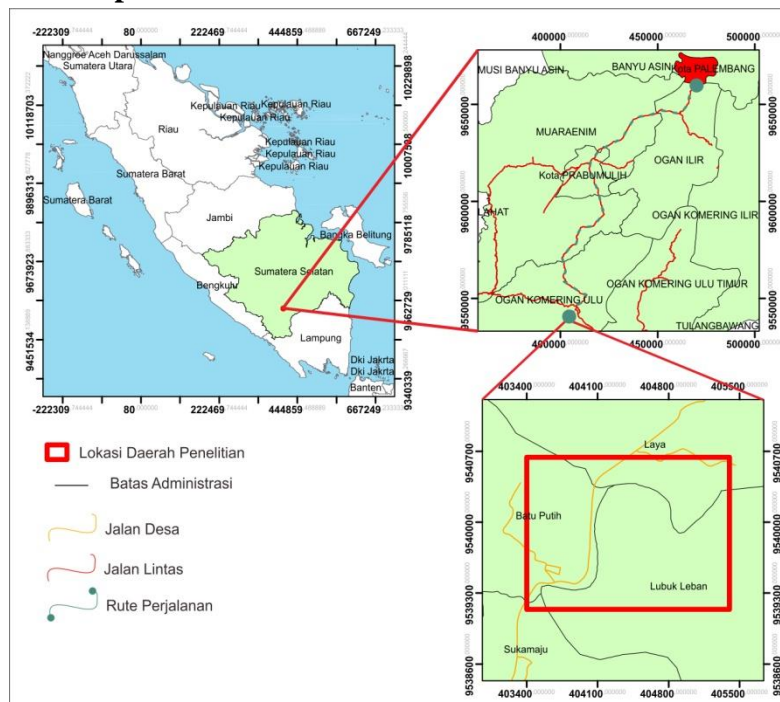 -222309 80 222469 444859 667249
Nanggroe Aceh Darussalam
Sumatera Utara
Kepulauan Riau Kepulauan Riau
Kepulauan Riau Kepulauan Riau
Riau
Kepulauan Riau
Kepulauan Riau
Kepulauan Riau
Sumatera Barat
Sumatera Barat
Jambi
Bangka Belitung
Sumatera Selatan
Bengkulu
Lampung
Dki Jakrta
Dki Jakrta
Banten
10118703
9896313
9673923
9451534
10229898
10007508
9785118
9562729
9340339
-222309 80 222469 444859 667249
400000 450000 500000
MUSI BANYU ASIN
BANYU ASIN
Kota PALEMBANG
MUARAENIM
OGAN ILIR
Kota PRABUMULIH
LAHAT
OGAN KOMERING ILIR
OGAN KOMERING ULU TIMUR
OGAN KOMERING ULU
TULANGBAWANG
9650000
9600000
9550000
9650000
9600000
9550000
400000 450000 500000
403400 404100 404800 405500
Laya
Batu Putih
Lubuk Leban
Sukamaju
9540700
9540000
9539300
9538600
9540700
9540000
9539300
9538600
403400 404100 404800 405500
Lokasi Daerah Penelitian
Batas Administrasi
Jalan Desa
Jalan Lintas
Rute Perjalanan